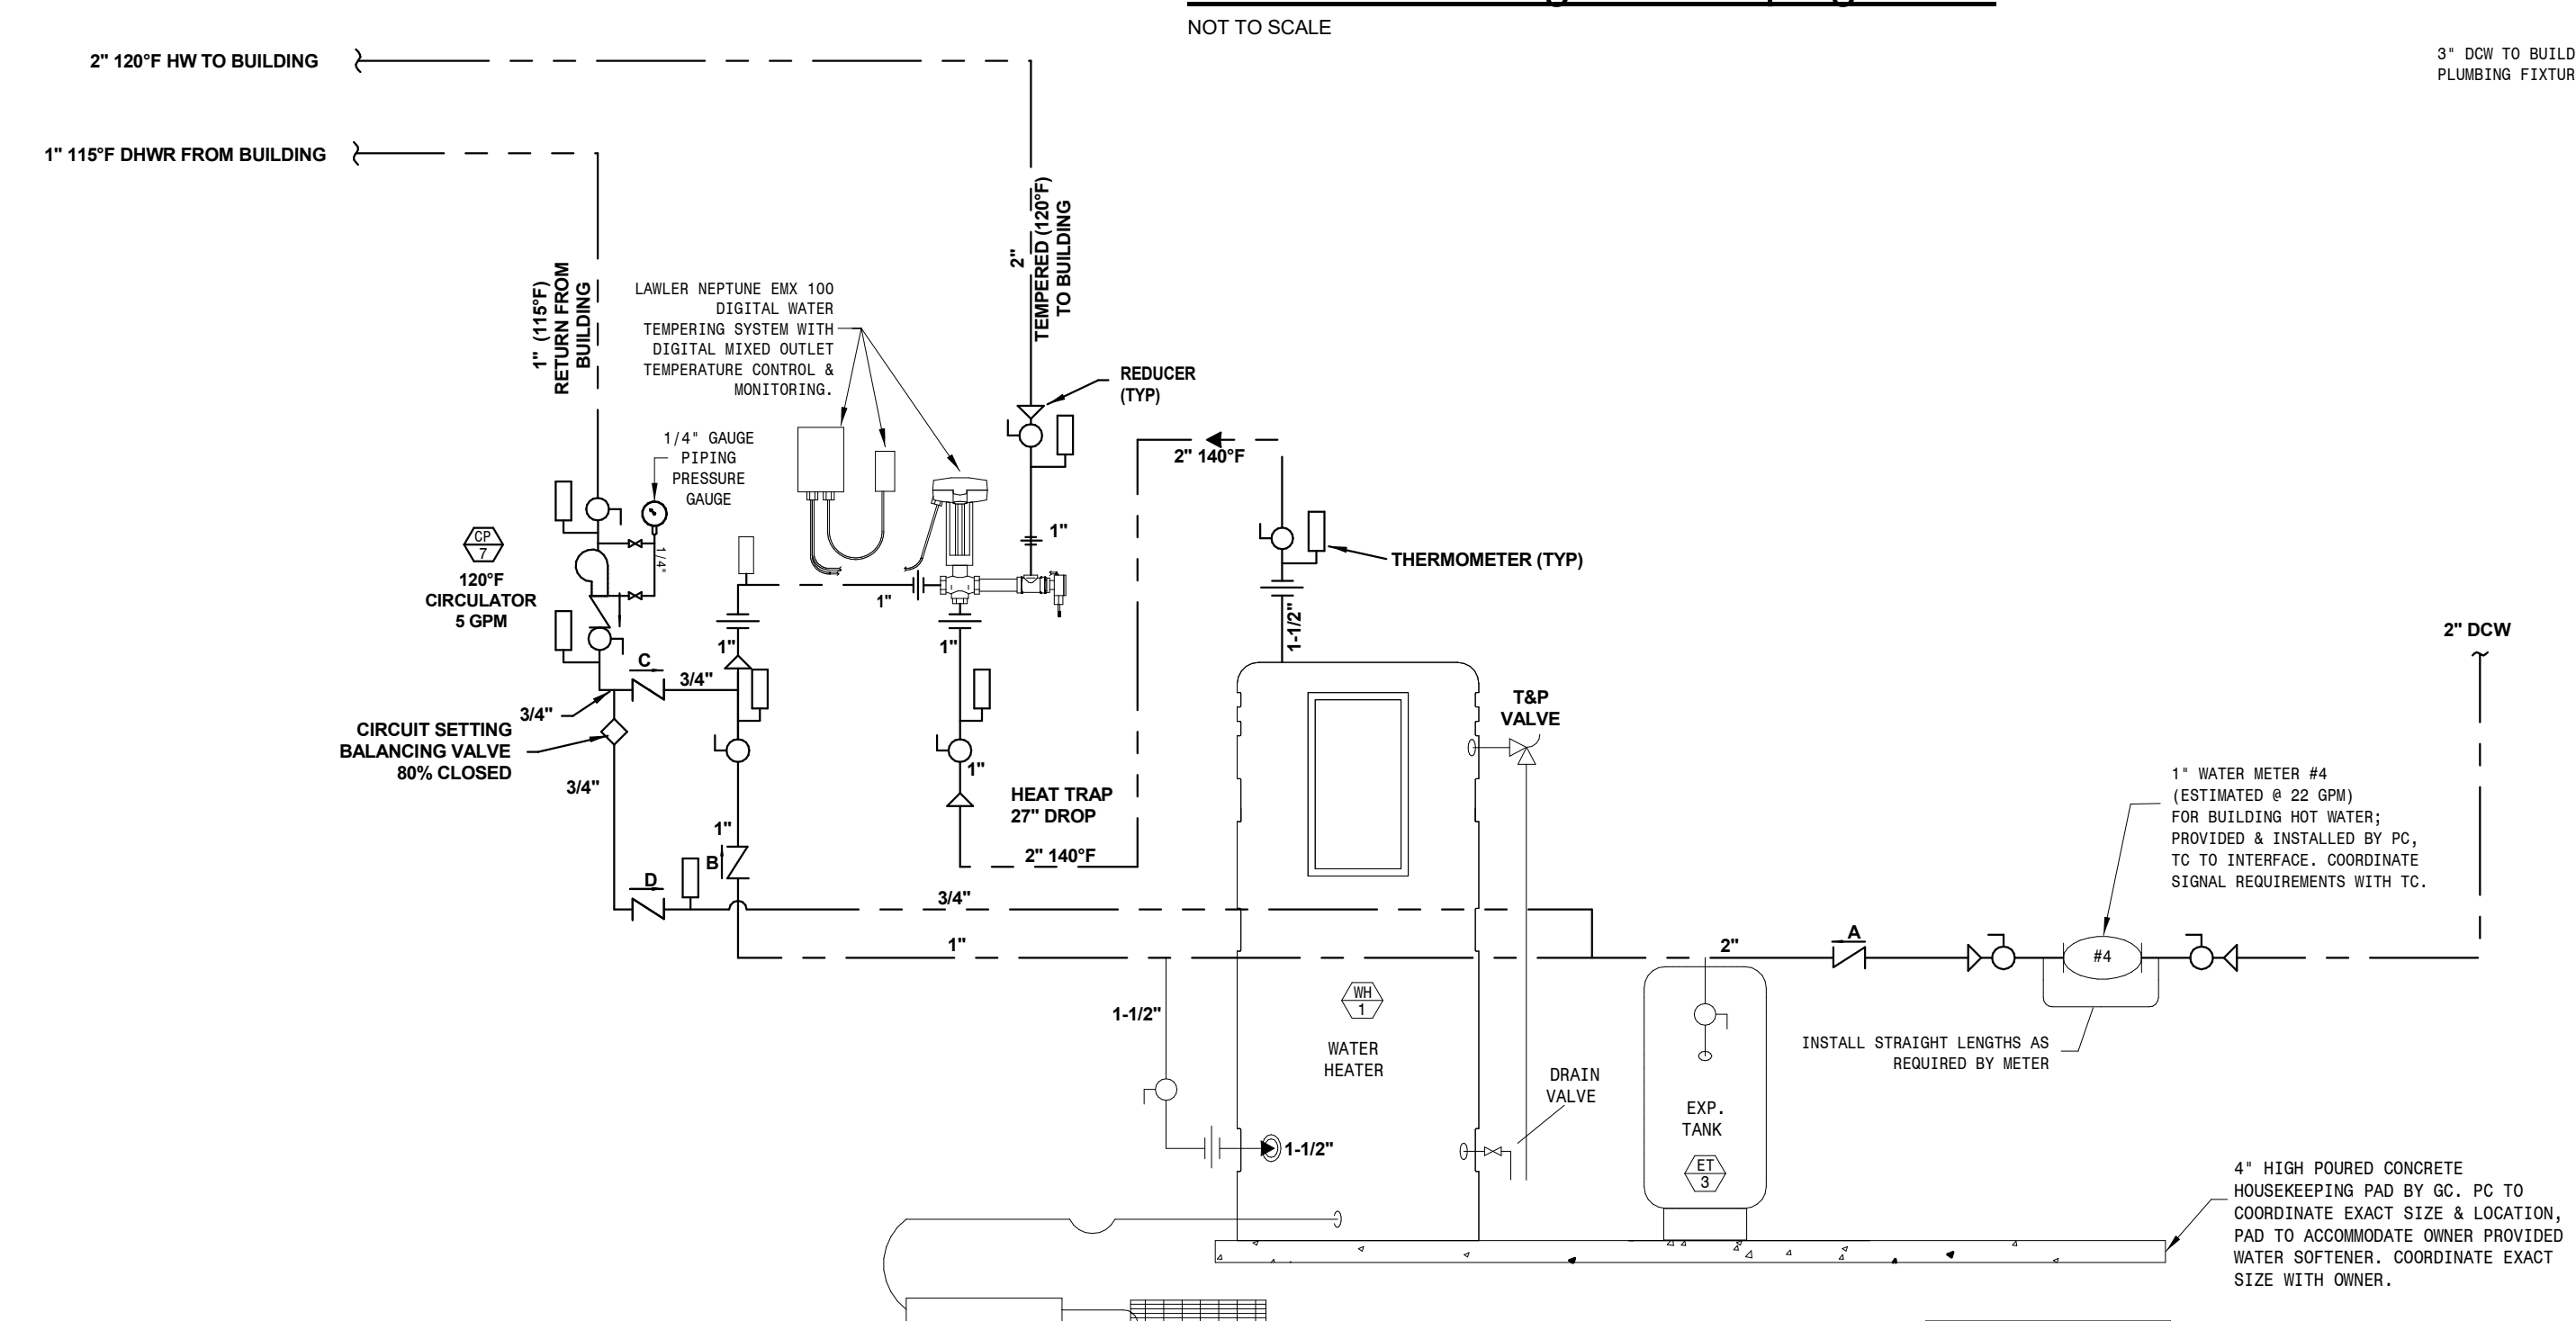 NOT TO SCALE
2" 120°F HW TO BUILDING
3" DCW TO BUILD
PLUMBING FIXTUR
1" 115°F DHWR FROM BUILDING
1" (115°F)
RETURN FROM
BUILDING
LAWLER NEPTUNE EMX 100
DIGITAL WATER
TEMPERING SYSTEM WITH
DIGITAL MIXED OUTLET
TEMPERATURE CONTROL &
MONITORING.
2"
TEMPERED (120°F)
TO BUILDING
REDUCER
(TYP)
1/4" GAUGE
PIPING
PRESSURE
GAUGE
1/4"
2" 140°F
CP
7
120°F
CIRCULATOR
5 GPM
1"
1"
THERMOMETER (TYP)
1-1/2"
1"
1"
C
3/4"
3/4"
CIRCUIT SETTING
BALANCING VALVE
80% CLOSED
3/4"
2" DCW
T&P
VALVE
1"
HEAT TRAP
27" DROP
1"
B
2" 140°F
D
3/4"
1" WATER METER #4
(ESTIMATED @ 22 GPM)
FOR BUILDING HOT WATER;
PROVIDED & INSTALLED BY PC,
TC TO INTERFACE. COORDINATE
SIGNAL REQUIREMENTS WITH TC.
1"
2"
A
#4
1-1/2"
WH
1
WATER
HEATER
INSTALL STRAIGHT LENGTHS AS
REQUIRED BY METER
DRAIN
VALVE
EXP.
TANK
1-1/2"
ET
3
4" HIGH POURED CONCRETE
HOUSEKEEPING PAD BY GC. PC TO
COORDINATE EXACT SIZE & LOCATION,
PAD TO ACCOMMODATE OWNER PROVIDED
WATER SOFTENER. COORDINATE EXACT
SIZE WITH OWNER.